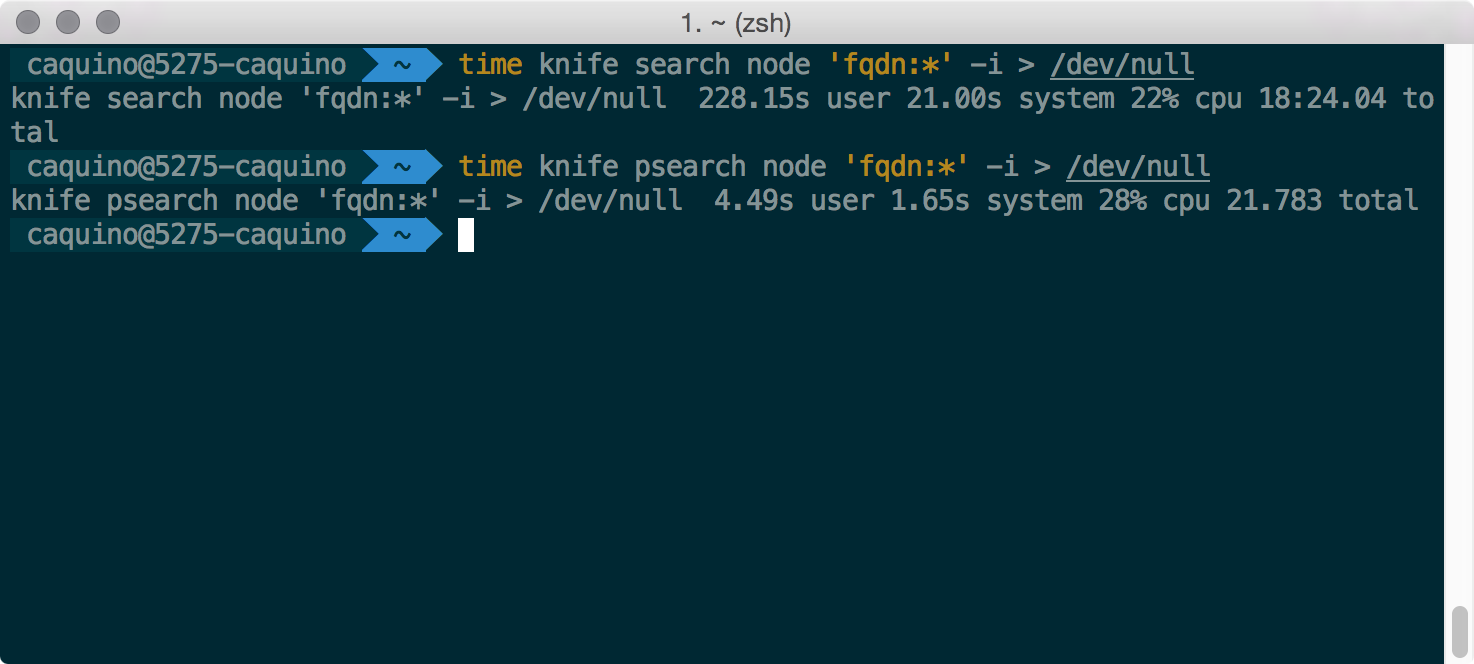 1. ~ (zsh)
caquino@5275-caquino ~ time knife search node 'fqdn:*' -i > /dev/null
knife search node 'fqdn:*' -i > /dev/null  228.15s user 21.00s system 22% cpu 18:24.04 to
tal
caquino@5275-caquino ~ time knife psearch node 'fqdn:*' -i > /dev/null
knife psearch node 'fqdn:*' -i > /dev/null  4.49s user 1.65s system 28% cpu 21.783 total
caquino@5275-caquino ~